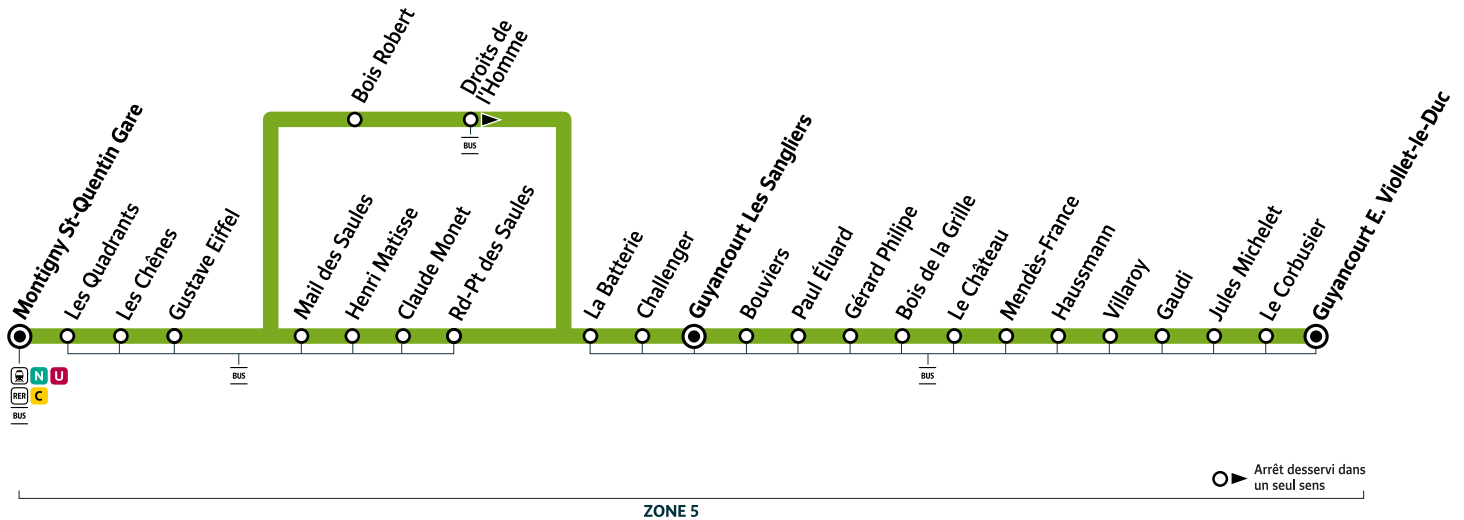 Montigny St-Quentin Gare
Les Quadrants
Les Chênes
Gustave Eiffel
Bois Robert
Droits de
l'Homme
BUS
Mail des Saules
Henri Matisse
Claude Monet
Rd-Pt des Saules
La Batterie
Challenger
Guyancourt Les Sangliers
Bouviers
Paul Éluard
Gérard Philipe
Bois de la Grille
Le Château
Mendès-France
Haussmann
Villaroy
Gaudi
Jules Michelet
Le Corbusier
Guyancourt E. Viollet-le-Duc
N U
RER C
BUS
BUS
BUS
Arrêt desservi dans
un seul sens
ZONE 5